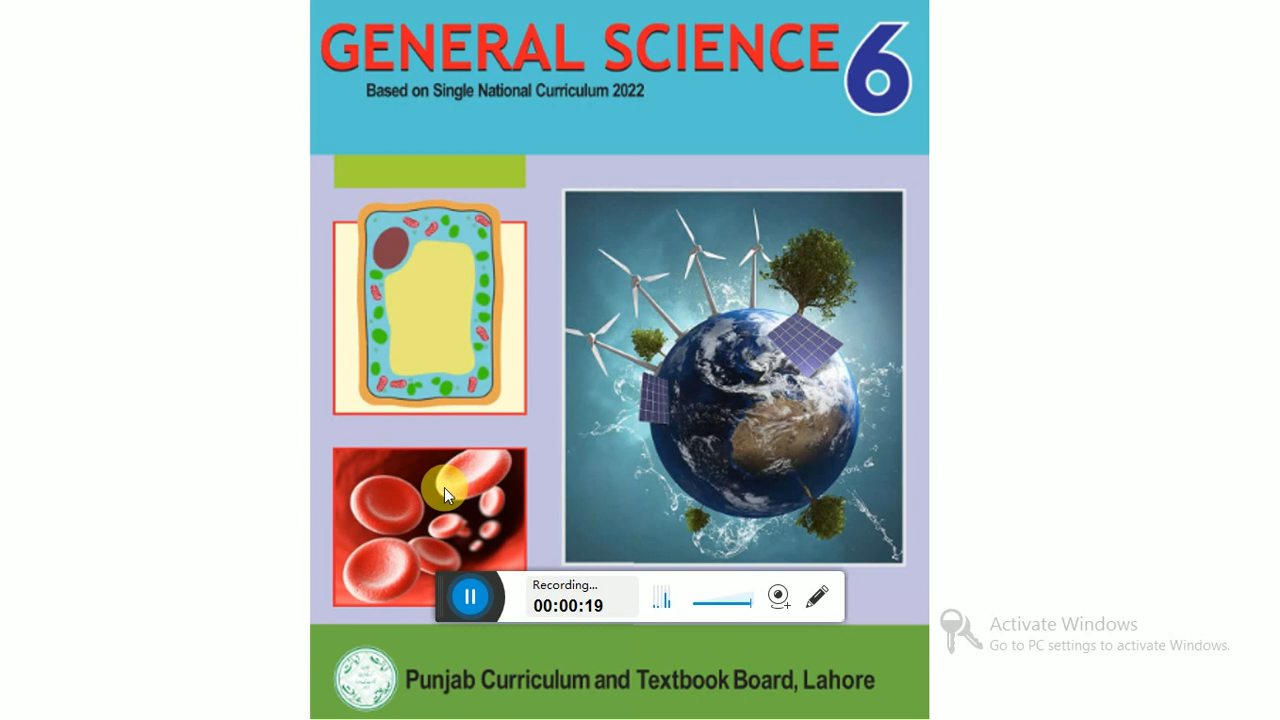 GENERAL SCIENCE 6
Based on Single National Curriculum 2022
Recording...
00:00:19
Activate Windows
Go to PC settings to activate Windows.
Punjab Curriculum and Textbook Board, Lahore